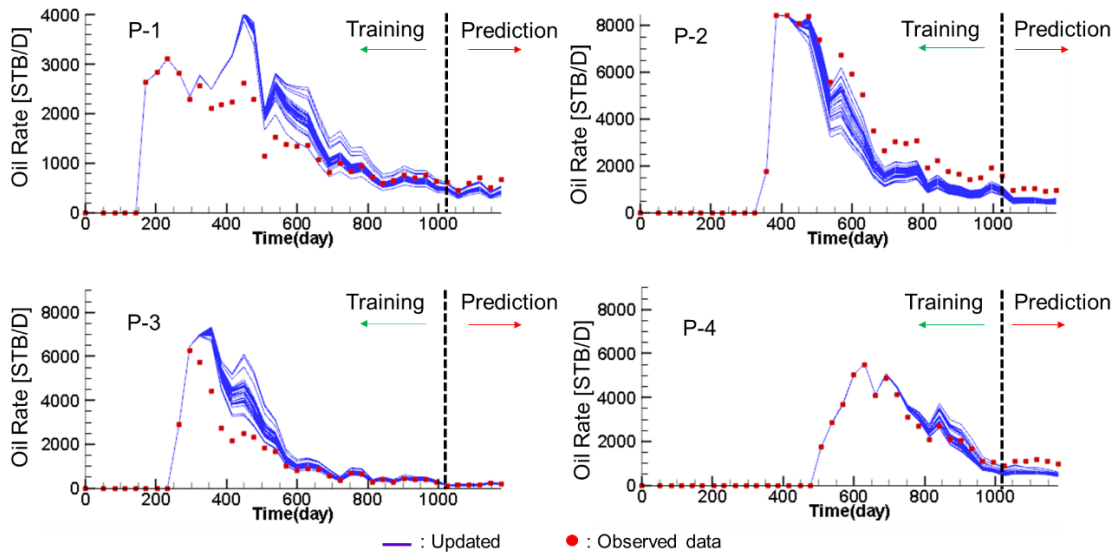 P-1
Training
Prediction
Oil Rate [STB/D]
4000
3000
2000
1000
0
0 200 400 600 800 1000
Time(day)
P-2
Training
Prediction
Oil Rate [STB/D]
8000
6000
4000
2000
0
0 200 400 600 800 1000
Time(day)
P-3
Training
Prediction
Oil Rate [STB/D]
8000
6000
4000
2000
0
0 200 400 600 800 1000
Time(day)
P-4
Training
Prediction
Oil Rate [STB/D]
8000
6000
4000
2000
0
0 200 400 600 800 1000
Time(day)
: Updated
: Observed data